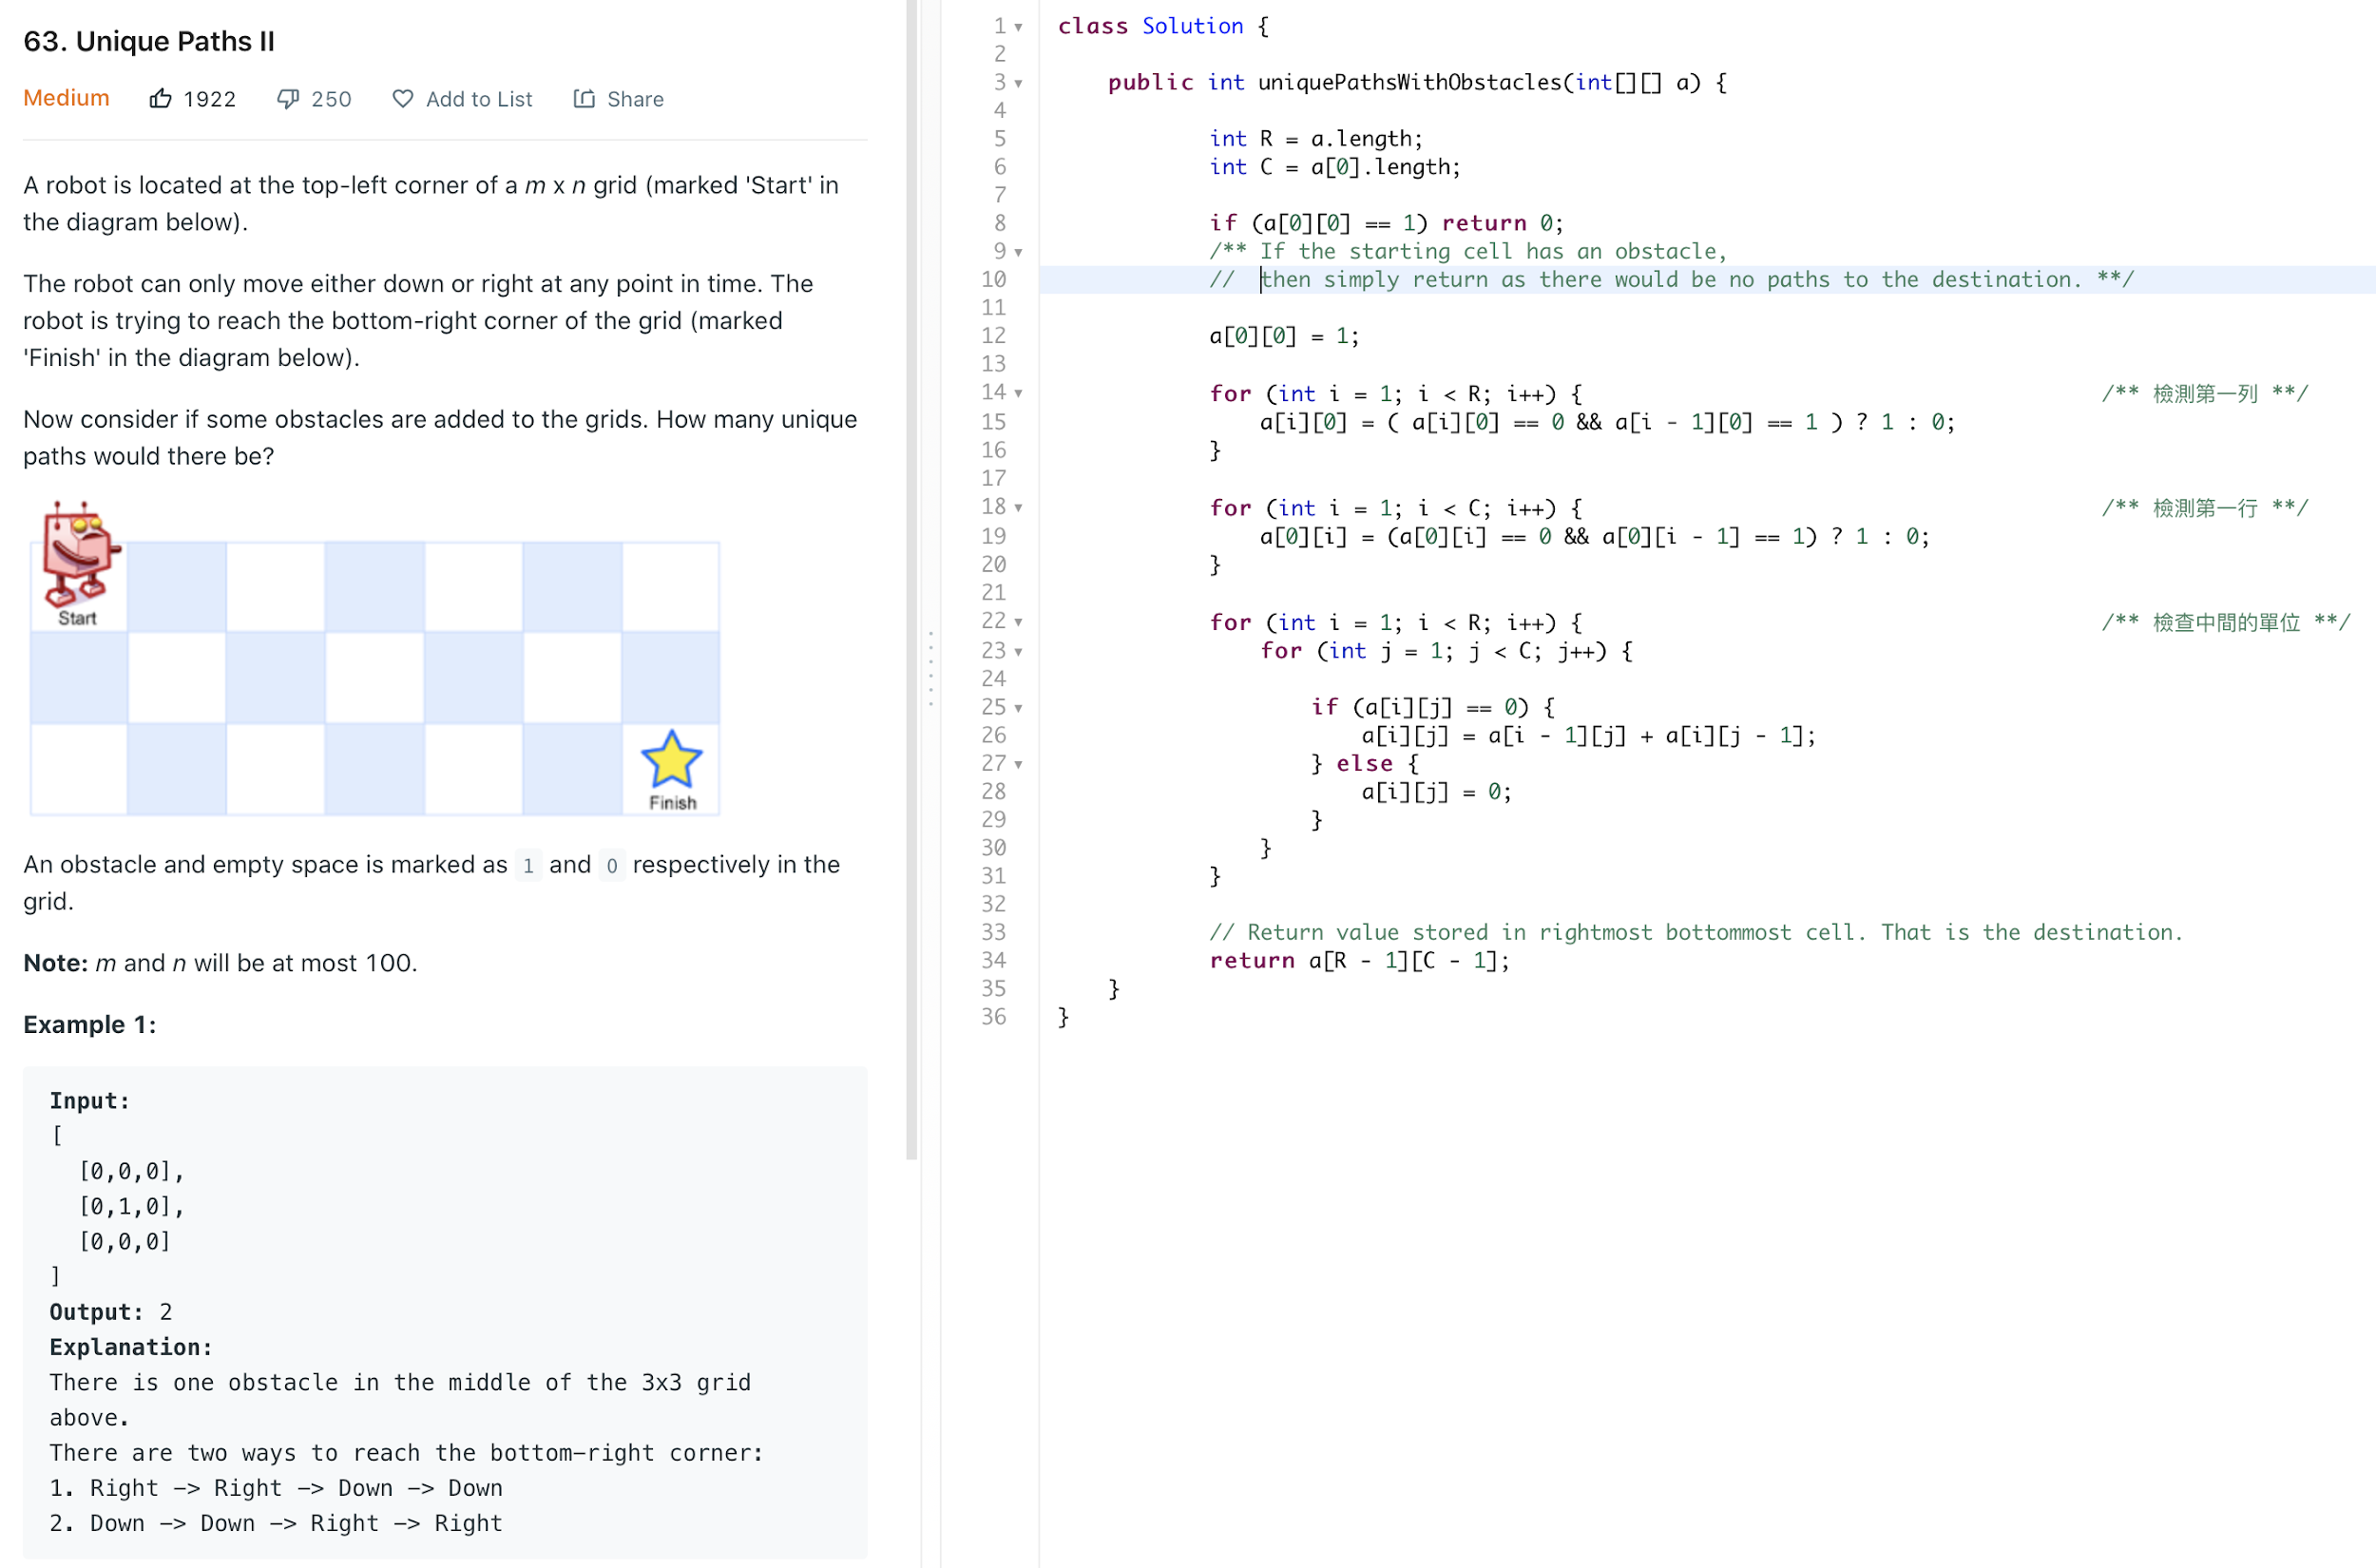 63. Unique Paths II
Medium 1922 250 Add to List Share
A robot is located at the top-left corner of a m x n grid (marked 'Start' in
the diagram below).
The robot can only move either down or right at any point in time. The
robot is trying to reach the bottom-right corner of the grid (marked
'Finish' in the diagram below).
Now consider if some obstacles are added to the grids. How many unique
paths would there be?
Start
Finish
An obstacle and empty space is marked as 1 and 0 respectively in the
grid.
Note: m and n will be at most 100.
Example 1:
Input:
[
  [0,0,0],
  [0,1,0],
  [0,0,0]
]
Output: 2
Explanation:
There is one obstacle in the middle of the 3x3 grid
above.
There are two ways to reach the bottom-right corner:
1. Right -> Right -> Down -> Down
2. Down -> Down -> Right -> Right
1 class Solution {
2
3     public int uniquePathsWithObstacles(int[][] a) {
4
5             int R = a.length;
6             int C = a[0].length;
7
8             if (a[0][0] == 1) return 0;
9             /** If the starting cell has an obstacle,
10             //  then simply return as there would be no paths to the destination. **/
11
12             a[0][0] = 1;
13
14             for (int i = 1; i < R; i++) { /** 檢測第一列 **/
15                 a[i][0] = ( a[i][0] == 0 && a[i - 1][0] == 1 ) ? 1 : 0;
16             }
17
18             for (int i = 1; i < C; i++) { /** 檢測第一行 **/
19                 a[0][i] = (a[0][i] == 0 && a[0][i - 1] == 1) ? 1 : 0;
20             }
21
22             for (int i = 1; i < R; i++) { /** 檢查中間的單位 **/
23                 for (int j = 1; j < C; j++) {
24
25                     if (a[i][j] == 0) {
26                         a[i][j] = a[i - 1][j] + a[i][j - 1];
27                     } else {
28                         a[i][j] = 0;
29                     }
30                 }
31             }
32
33             // Return value stored in rightmost bottommost cell. That is the destination.
34             return a[R - 1][C - 1];
35     }
36 }